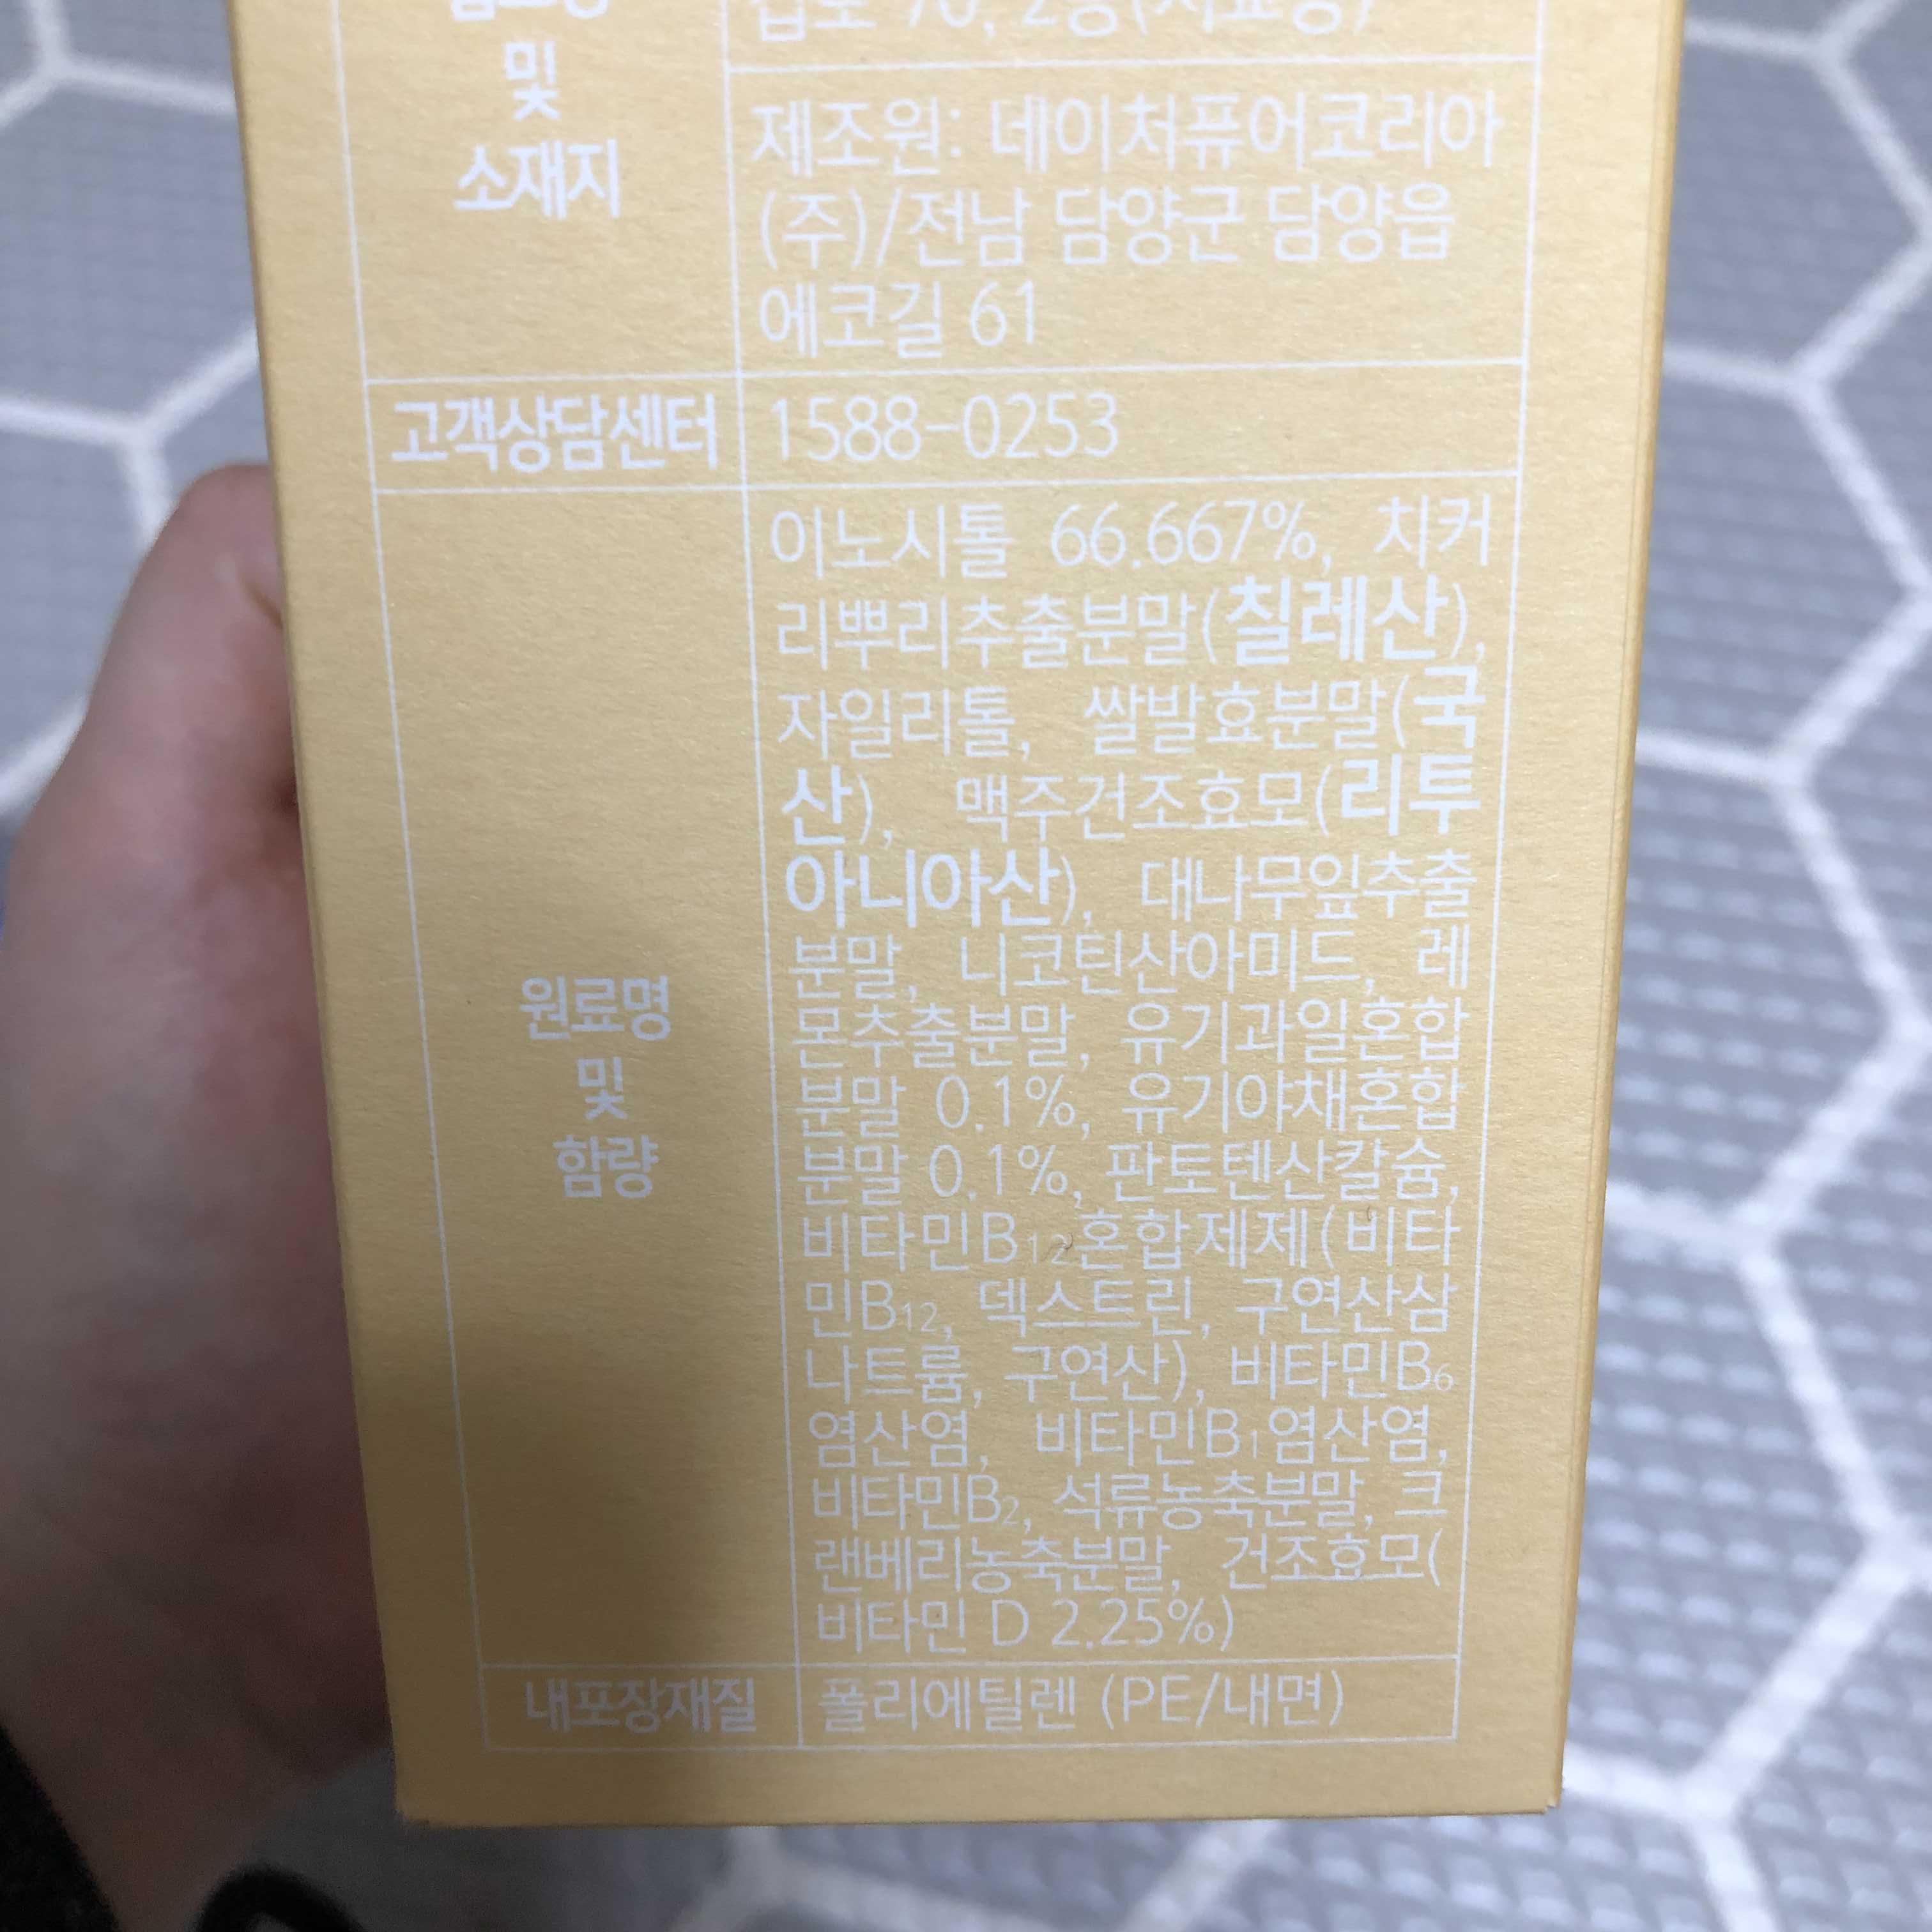 및
소재지
제조원: 네이처퓨어코리아
(주)/전남 담양군 담양읍
에코길 61
고객상담센터 1588-0253
원료명
및
함량
이노시톨 66.667%, 치커
리뿌리추출분말(칠레산),
자일리톨, 쌀발효분말(국
산), 맥주건조효모(리투
아니아산), 대나무잎추출
분말, 니코틴산아미드, 레
몬추출분말, 유기과일혼합
분말 0.1%, 유기야채혼합
분말 0.1%, 판토텐산칼슘,
비타민B12혼합제제(비타
민B12, 덱스트린, 구연산삼
나트륨, 구연산), 비타민B6
염산염, 비타민B1염산염,
비타민B2, 석류농축분말, 크
랜베리농축분말, 건조효모(
비타민 D 2.25%)
내포장재질 폴리에틸렌 (PE/내면)